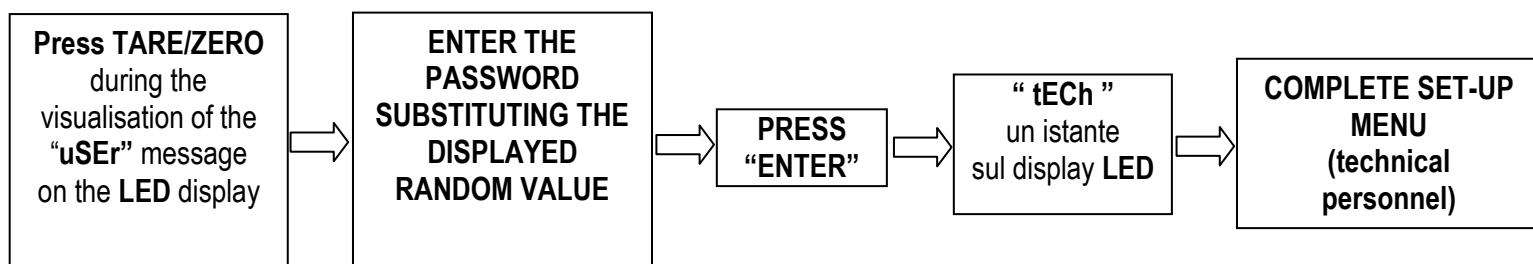 Press TARE/ZERO
during the
visualisation of the
“uSEr” message
on the LED display
ENTER THE
PASSWORD
SUBSTITUTING THE
DISPLAYED
RANDOM VALUE
PRESS
“ENTER”
“ tECh ”
un istante
sul display LED
COMPLETE SET-UP
MENU
(technical
personnel)